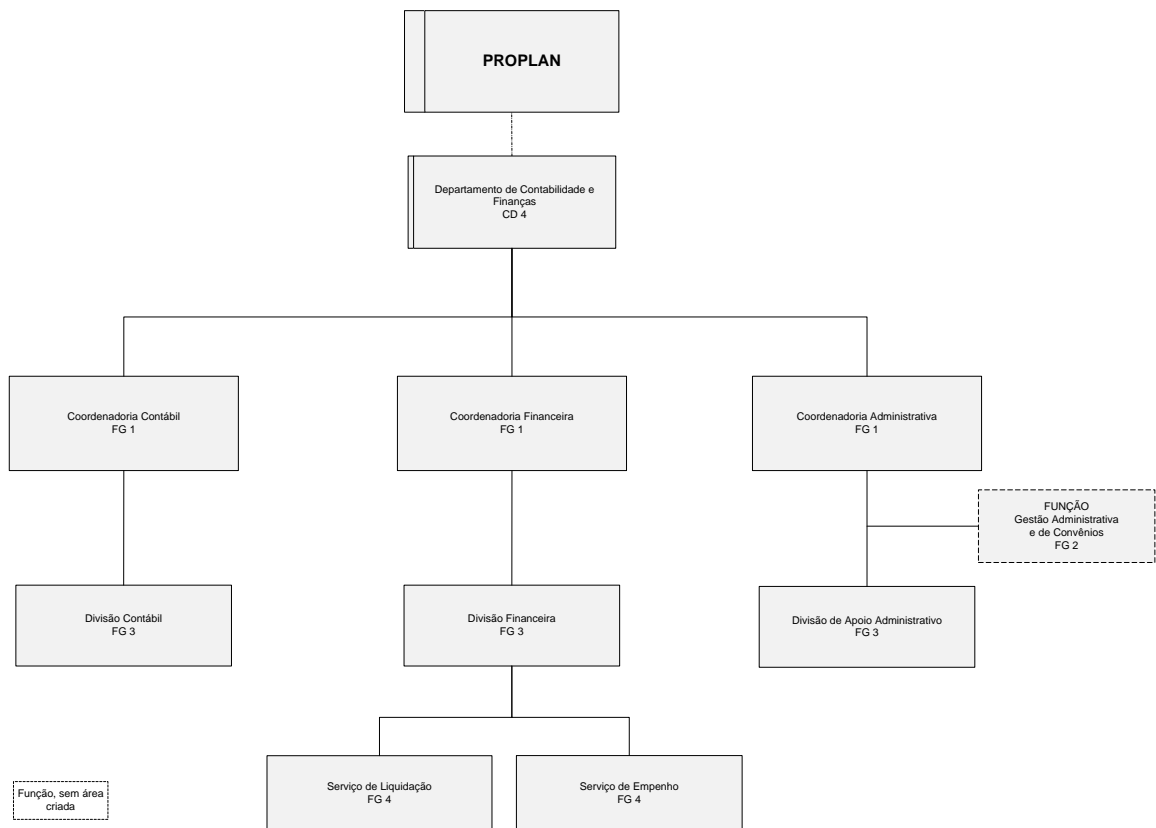 PROPLAN
Departamento de Contabilidade e
Finanças
CD 4
Coordenadoria Contábil
FG 1
Coordenadoria Financeira
FG 1
Coordenadoria Administrativa
FG 1
FUNÇÃO
Gestão Administrativa
e de Convênios
FG 2
Divisão Contábil
FG 3
Divisão Financeira
FG 3
Divisão de Apoio Administrativo
FG 3
Serviço de Liquidação
FG 4
Serviço de Empenho
FG 4
Função, sem área
criada